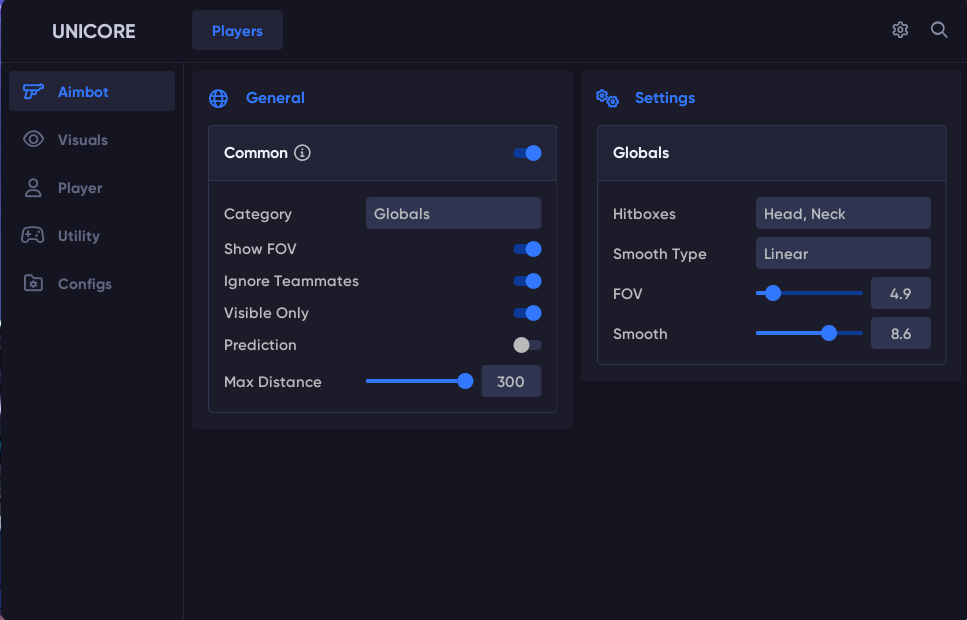 UNICORE
Players
Aimbot
Visuals
Player
Utility
Configs
General
Common
Category Globals
Show FOV
Ignore Teammates
Visible Only
Prediction
Max Distance 300
Settings
Globals
Hitboxes Head, Neck
Smooth Type Linear
FOV 4.9
Smooth 8.6